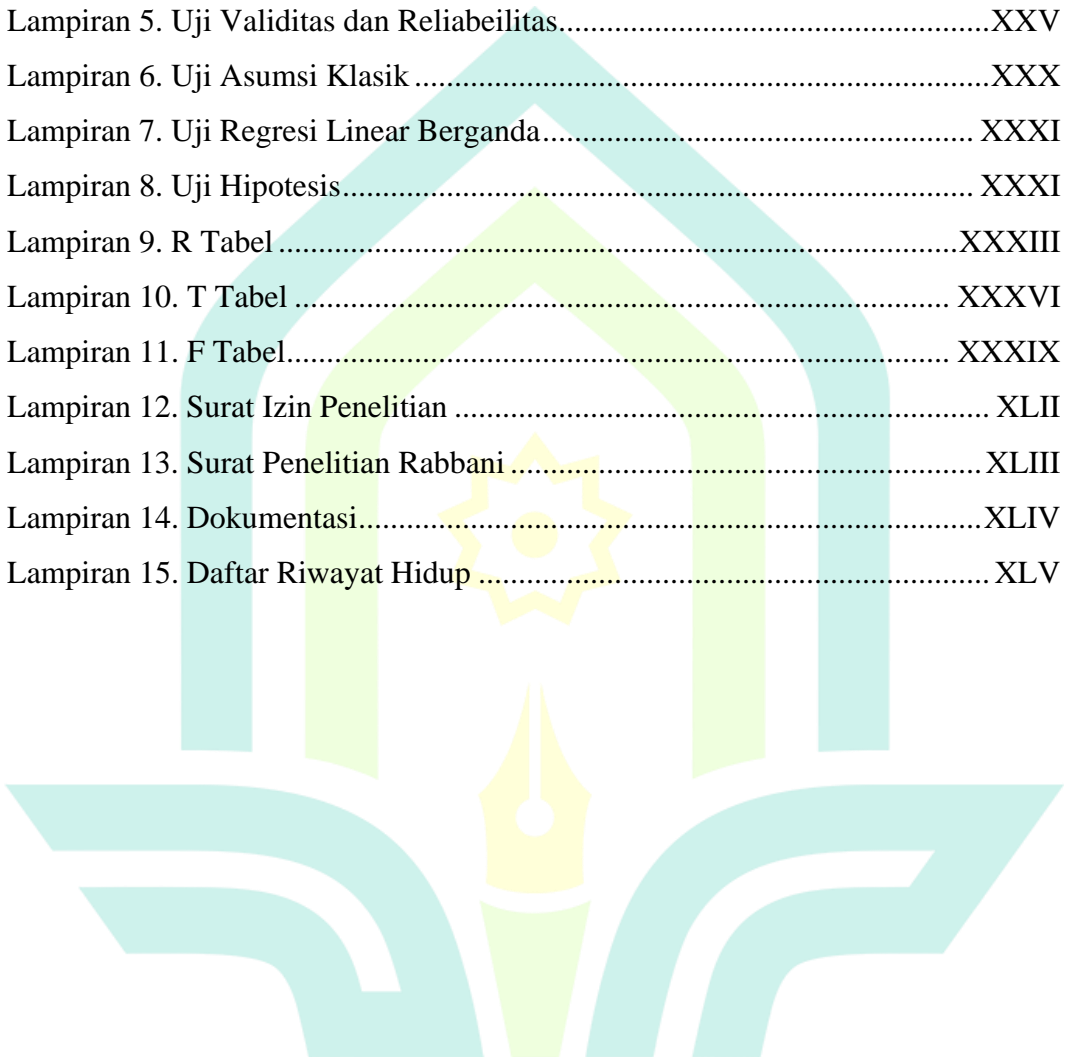 Lampiran 5. Uji Validitas dan Reliabeilitas.....................................................................XXV
Lampiran 6. Uji Asumsi Klasik.........................................................................................XXX
Lampiran 7. Uji Regresi Linear Berganda..................................................................... XXXI
Lampiran 8. Uji Hipotesis................................................................................................. XXXI
Lampiran 9. R Tabel........................................................................................................XXXIII
Lampiran 10. T Tabel .................................................................................................... XXXVI
Lampiran 11. F Tabel..................................................................................................... XXXIX
Lampiran 12. Surat Izin Penelitian .................................................................................. XLII
Lampiran 13. Surat Penelitian Rabbani.........................................................................XLIII
Lampiran 14. Dokumentasi...............................................................................................XLIV
Lampiran 15. Daftar Riwayat Hidup ............................................................................... XLV